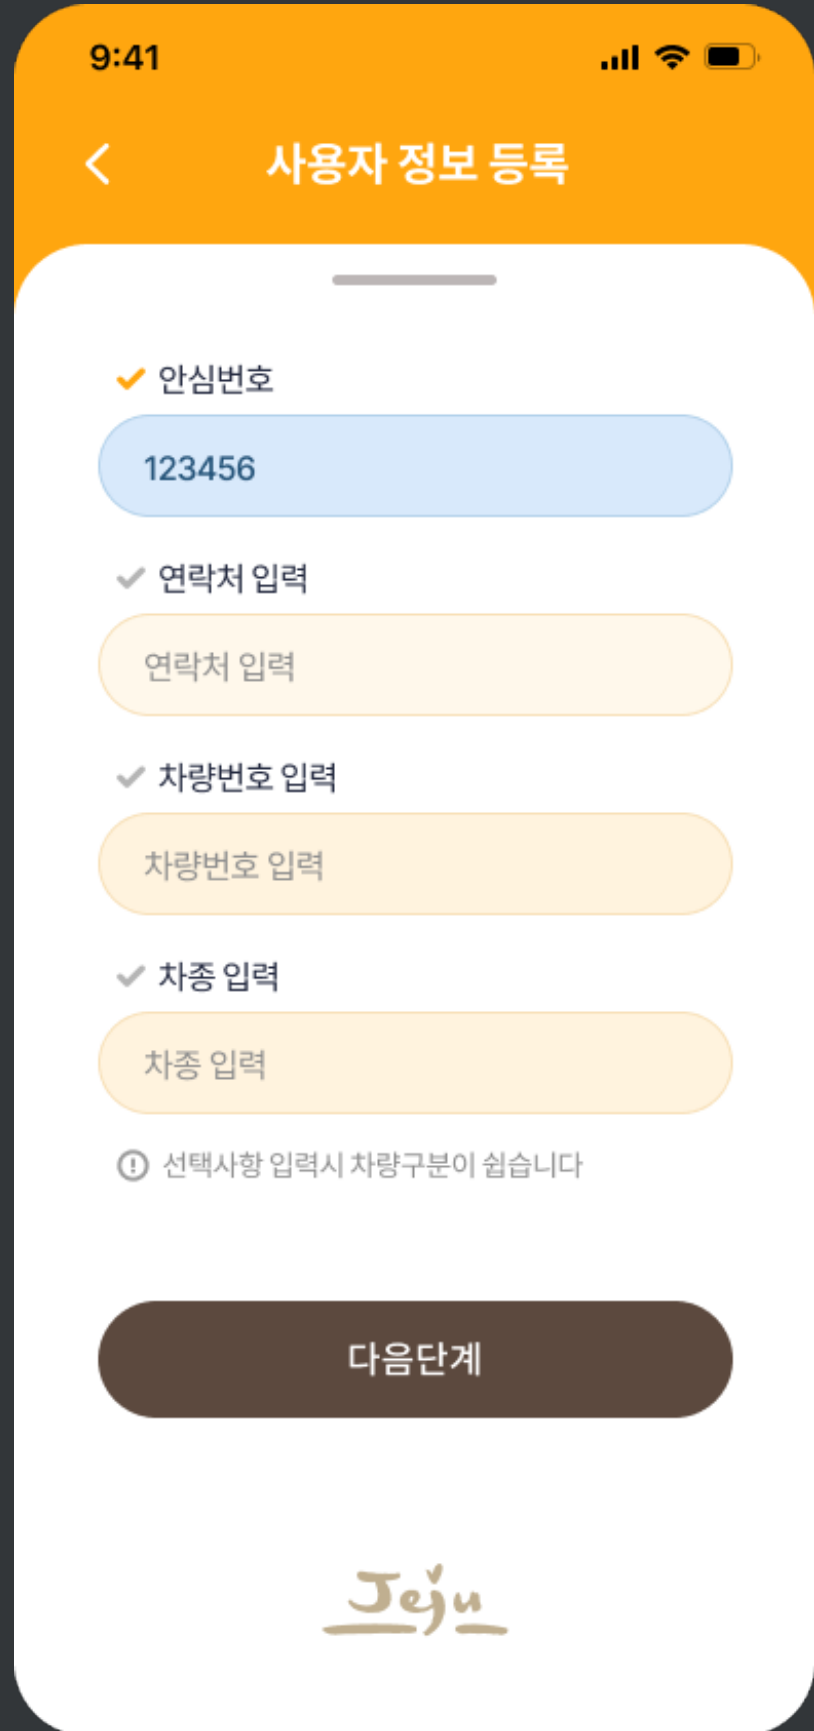 9:41
사용자 정보 등록
안심번호
123456
연락처 입력
연락처 입력
차량번호 입력
차량번호 입력
차종 입력
차종 입력
선택사항 입력시 차량구분이 쉽습니다
다음단계
Jeju